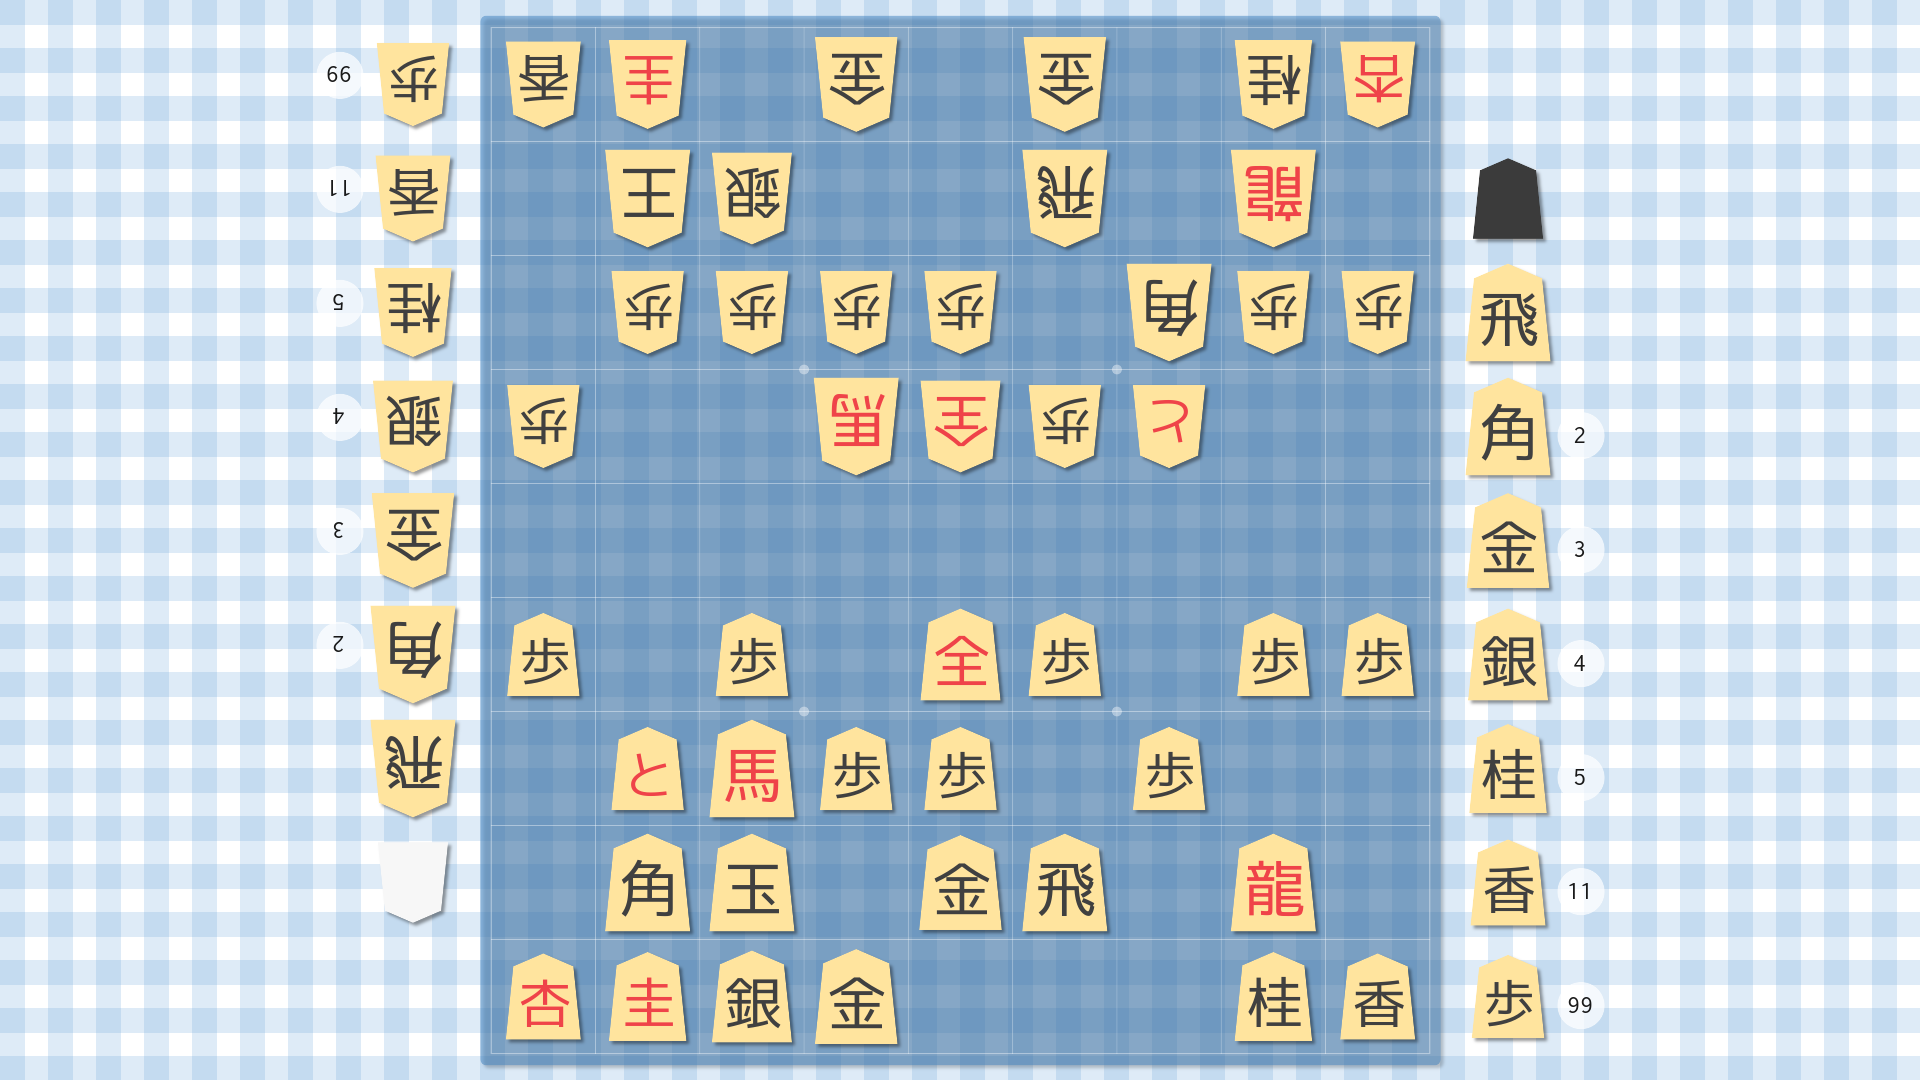 99 歩 香 圭 金 金 桂 杏
11 香 王 銀 飛 龍
5 桂 歩 歩 歩 歩 角 歩 歩 飛
4 銀 歩 馬 全 歩 と 角 2
3 金 金 3
2 角 歩 歩 全 歩 歩 歩 銀 4
飛 と 馬 歩 歩 歩 桂 5
角 玉 金 飛 龍 香 11
杏 圭 銀 金 桂 香 歩 99